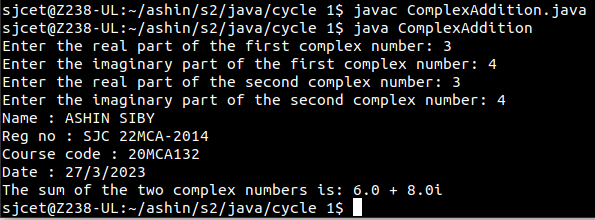 sjcet@Z238-UL:~/ashin/s2/java/cycle 1$ javac ComplexAddition.java
sjcet@Z238-UL:~/ashin/s2/java/cycle 1$ java ComplexAddition
Enter the real part of the first complex number: 3
Enter the imaginary part of the first complex number: 4
Enter the real part of the second complex number: 3
Enter the imaginary part of the second complex number: 4
Name : ASHIN SIBY
Reg no : SJC 22MCA-2014
Course code : 20MCA132
Date : 27/3/2023
The sum of the two complex numbers is: 6.0 + 8.0i
sjcet@Z238-UL:~/ashin/s2/java/cycle 1$